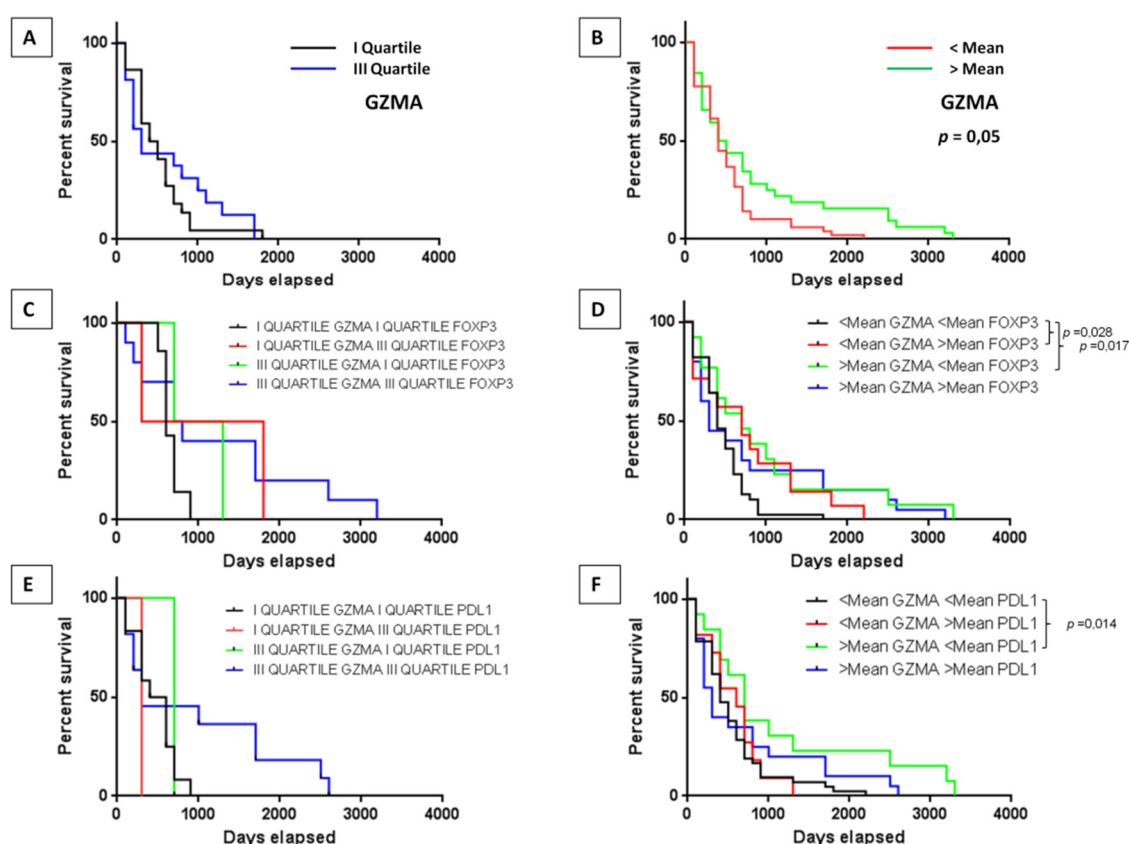 A
100
50
0
Percent survival
0
1000
2000
3000
4000
Days elapsed
I Quartile
III Quartile
GZMA
B
100
50
0
Percent survival
0
1000
2000
3000
4000
Days elapsed
< Mean
> Mean
GZMA
p = 0,05
C
100
50
0
Percent survival
0
1000
2000
3000
4000
Days elapsed
I QUARTILE GZMA I QUARTILE FOXP3
I QUARTILE GZMA III QUARTILE FOXP3
III QUARTILE GZMA I QUARTILE FOXP3
III QUARTILE GZMA III QUARTILE FOXP3
D
100
50
0
Percent survival
0
1000
2000
3000
4000
Days elapsed
<Mean GZMA <Mean FOXP3
<Mean GZMA >Mean FOXP3
>Mean GZMA <Mean FOXP3
>Mean GZMA >Mean FOXP3
p =0,028
p =0,017
E
100
50
0
Percent survival
0
1000
2000
3000
4000
Days elapsed
I QUARTILE GZMA I QUARTILE PDL1
I QUARTILE GZMA III QUARTILE PDL1
III QUARTILE GZMA I QUARTILE PDL1
III QUARTILE GZMA III QUARTILE PDL1
F
100
50
0
Percent survival
0
1000
2000
3000
4000
Days elapsed
<Mean GZMA <Mean PDL1
<Mean GZMA >Mean PDL1
>Mean GZMA <Mean PDL1
>Mean GZMA >Mean PDL1
p =0,014